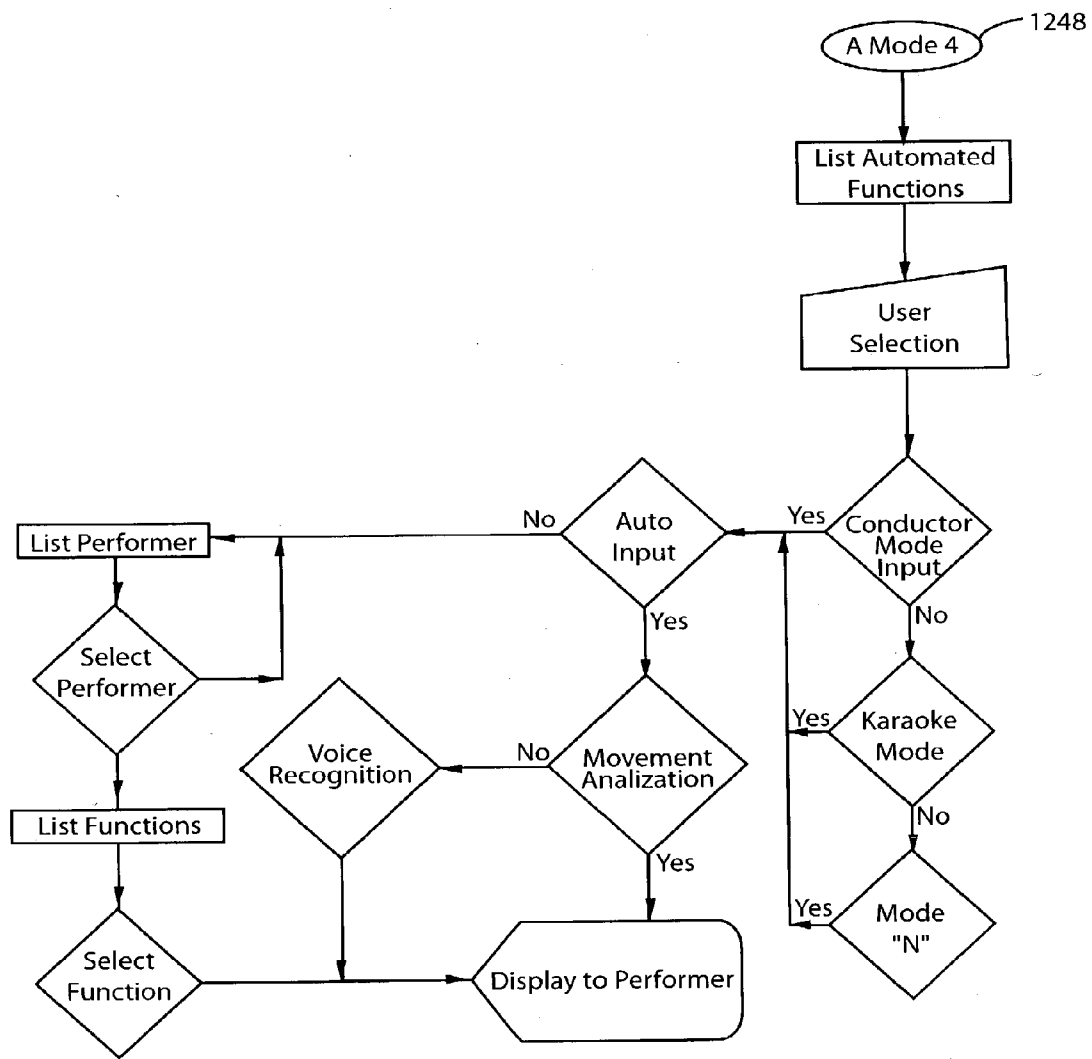 1248
A Mode 4
List Automated
Functions
User
Selection
Conductor
Mode
Input
Yes
No
Auto
Input
No
Yes
List Performer
Select
Performer
Karaoke
Mode
Yes
No
Movement
Analization
No
Yes
Voice
Recognition
List Functions
Mode
"N"
Yes
Select
Function
Display to Performer